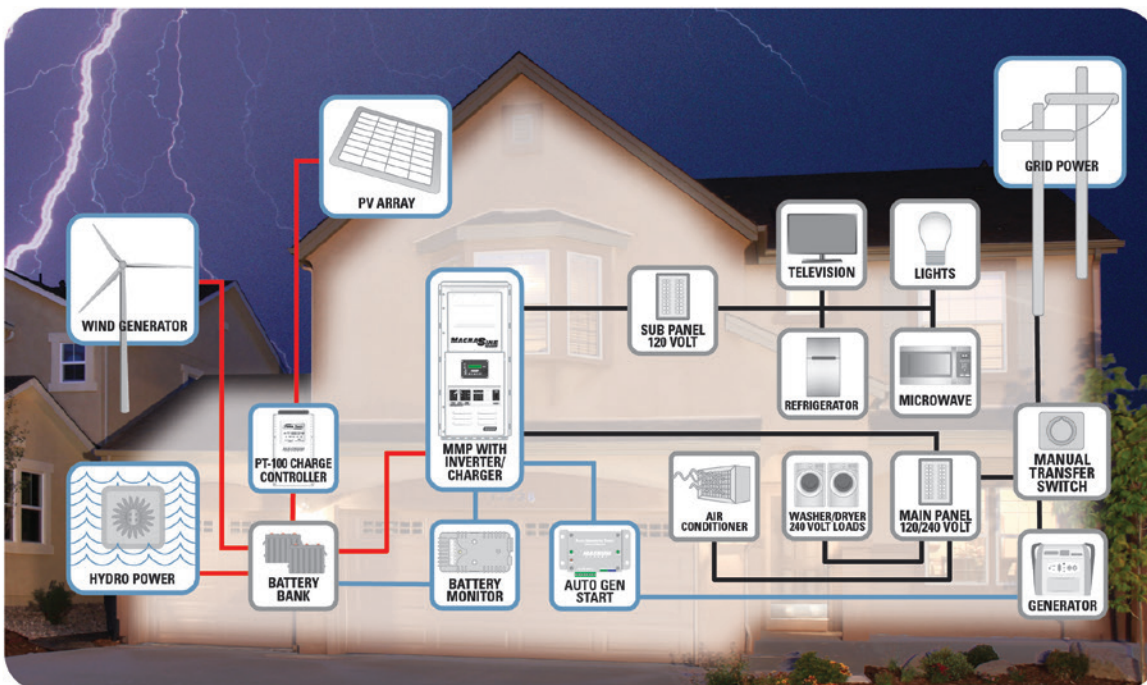 PV ARRAY
GRID POWER
WIND GENERATOR
TELEVISION
LIGHTS
MAGNASINE
SUB PANEL
120 VOLT
REFRIGERATOR
MICROWAVE
PT-100 CHARGE
CONTROLLER
MMP WITH
INVERTER/
CHARGER
AIR
CONDITIONER
WASHER/DRYER
240 VOLT LOADS
MAIN PANEL
120/240 VOLT
MANUAL
TRANSFER
SWITCH
HYDRO POWER
BATTERY
BANK
BATTERY
MONITOR
AUTO GEN
START
GENERATOR